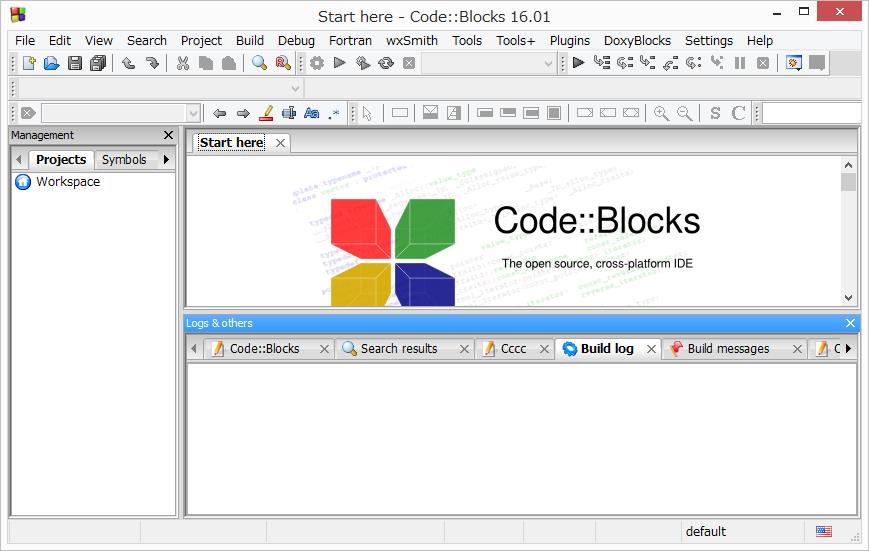 Start here - Code::Blocks 16.01
File Edit View Search Project Build Debug Fortran wxSmith Tools Tools+ Plugins DoxyBlocks Settings Help
Aa .* S C
Management
Projects Symbols
Workspace
Start here
Code::Blocks
The open source, cross-platform IDE
Logs & others
Code::Blocks Search results Cccc Build log Build messages C
default